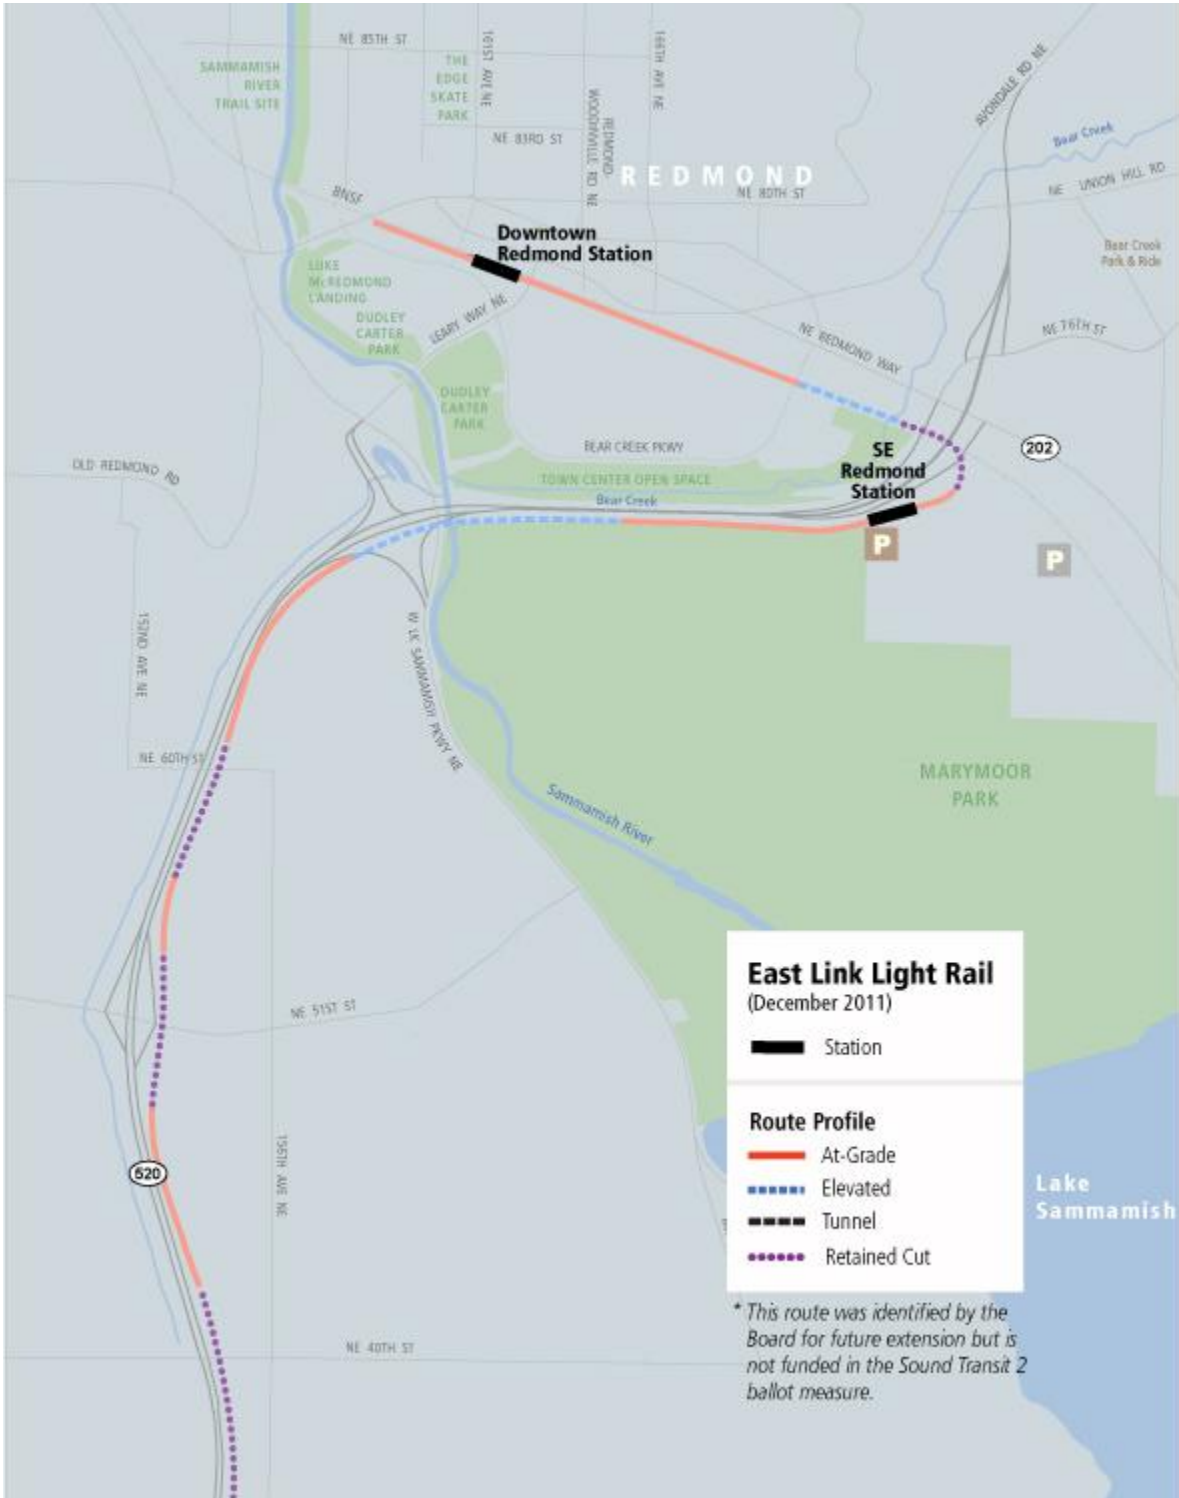 NE 85TH ST
161ST AVE NE
166TH AVE NE
SAMMAMISH
RIVER
TRAIL SITE
THE
EDGE
SKATE
PARK
AVONDALE RD NE
NE 83RD ST
REDMOND-
WOODINVILLE RD NE
Bear Creek
REDMOND
NE 80TH ST
NE UNION HILL RD
BNSF
Downtown
Redmond Station
Bear Creek
Park & Ride
LUKE
McREDMOND
LANDING
DUDLEY
CARTER
PARK
LEARY WAY NE
NE REDMOND WAY
NE 76TH ST
DUDLEY
CARTER
PARK
BEAR CREEK PKWY
SE
Redmond
Station
202
OLD REDMOND RD
TOWN CENTER OPEN SPACE
Bear Creek
P
P
152ND AVE NE
W LK SAMMAMISH PKWY NE
NE 60TH ST
MARYMOOR
PARK
Sammamish River
NE 51ST ST
520
156TH AVE NE
NE 40TH ST
East Link Light Rail
(December 2011)
Station
Route Profile
At-Grade
Elevated
Tunnel
Retained Cut
Lake
Sammamish
* This route was identified by the
Board for future extension but is
not funded in the Sound Transit 2
ballot measure.